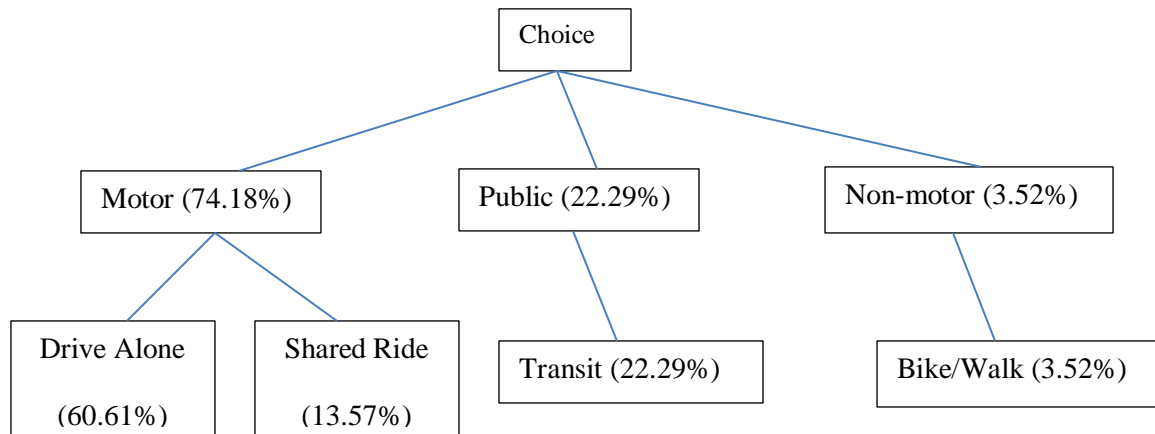 Choice
Motor (74.18%)
Public (22.29%)
Non-motor (3.52%)
Drive Alone
(60.61%)
Shared Ride
(13.57%)
Transit (22.29%)
Bike/Walk (3.52%)